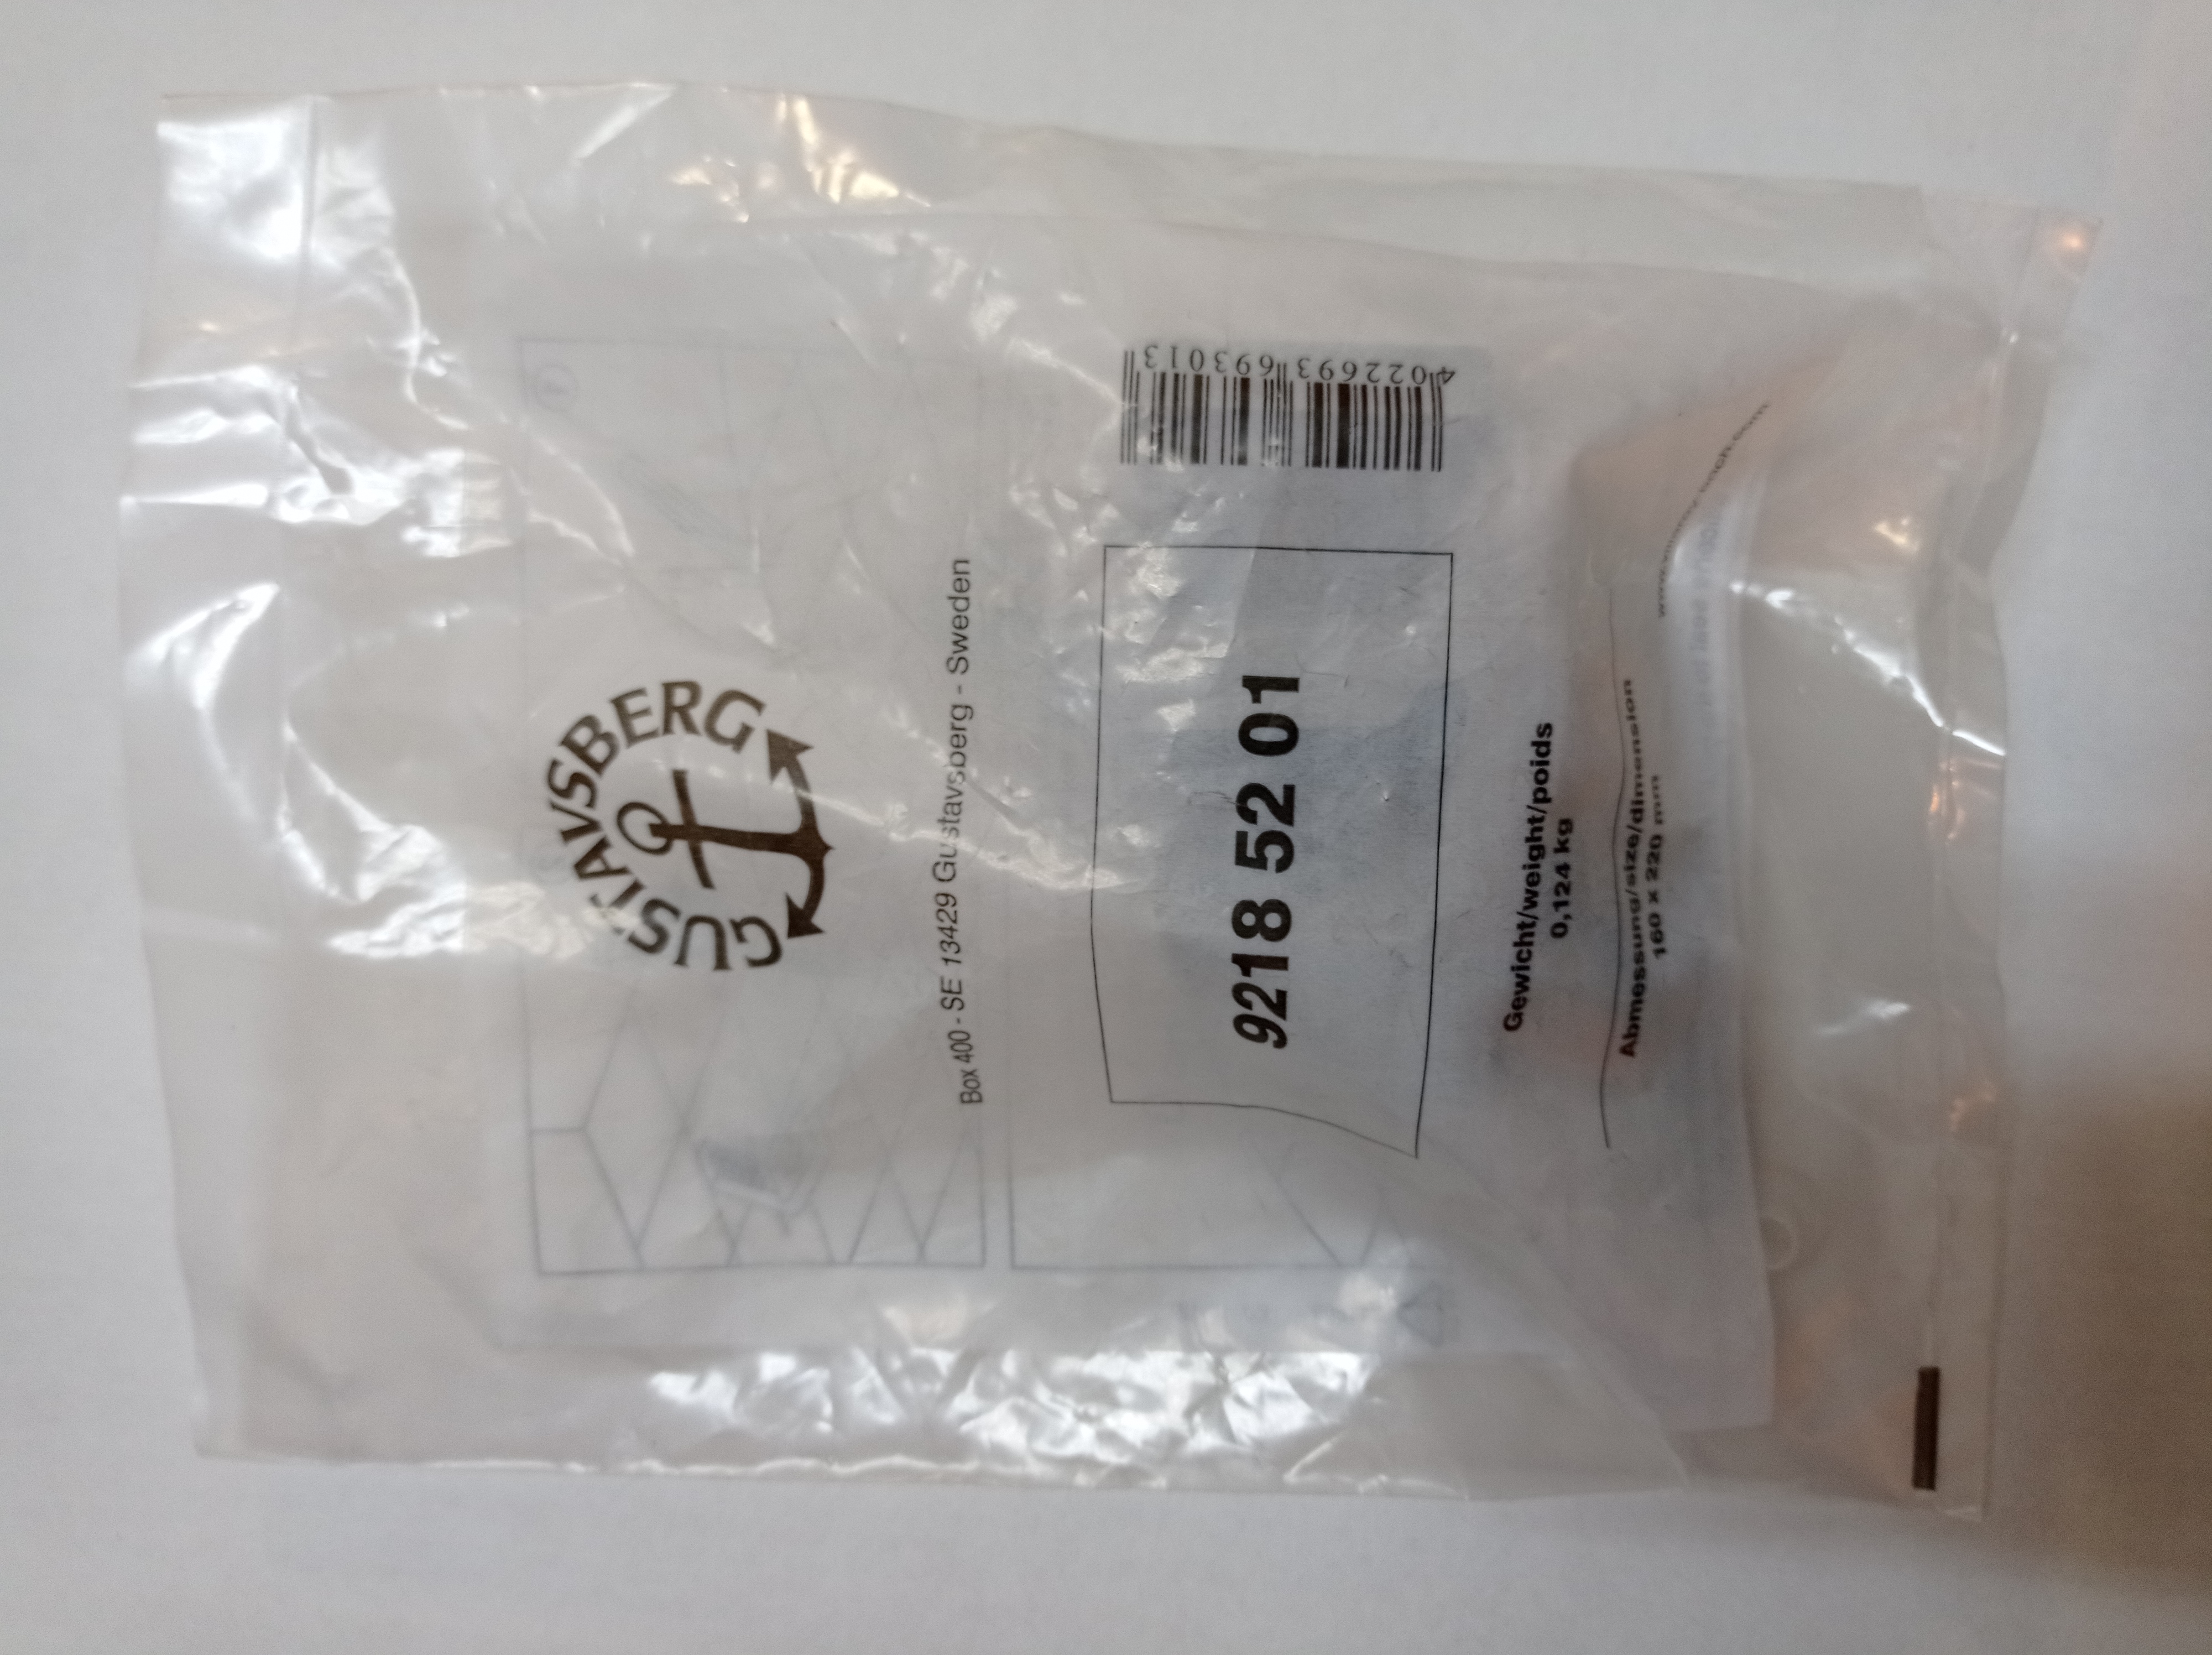 GUSTAVSBERG
Box 400 - SE 13429 Gustavsberg - Sweden
9218 52 01
4 022693 693013
Gewicht/weight/poids
0,124 kg
Abmessung/size/dimension
160 x 220 mm